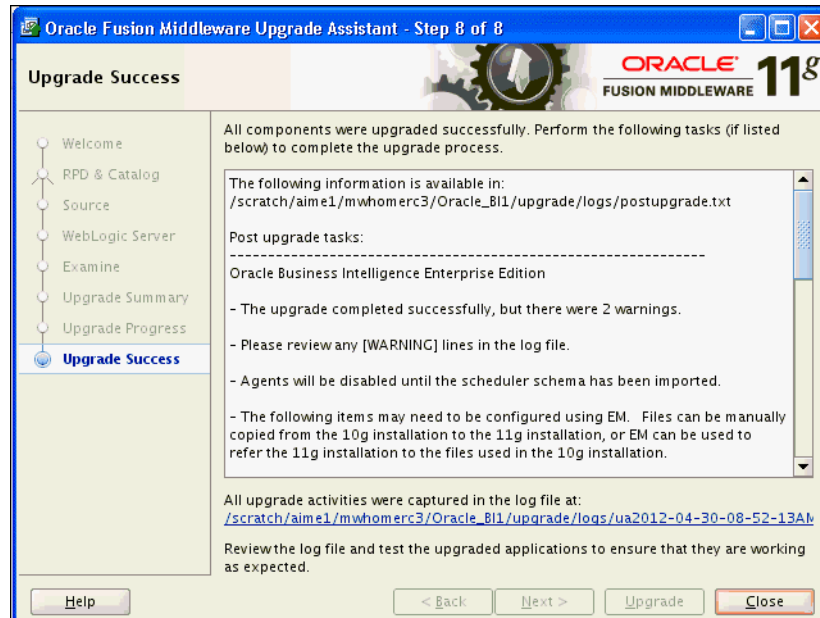 Oracle Fusion Middleware Upgrade Assistant - Step 8 of 8
Upgrade Success
ORACLE
FUSION MIDDLEWARE 11g
Welcome
RPD & Catalog
Source
WebLogic Server
Examine
Upgrade Summary
Upgrade Progress
Upgrade Success
All components were upgraded successfully. Perform the following tasks (if listed
below) to complete the upgrade process.
The following information is available in:
/scratch/aime1/mwhomerc3/Oracle_BI1/upgrade/logs/postupgrade.txt
Post upgrade tasks:
----------------------------------------------------------------
Oracle Business Intelligence Enterprise Edition
- The upgrade completed successfully, but there were 2 warnings.
- Please review any [WARNING] lines in the log file.
- Agents will be disabled until the scheduler schema has been imported.
- The following items may need to be configured using EM.  Files can be manually
copied from the 10g installation to the 11g installation, or EM can be used to
refer the 11g installation to the files used in the 10g installation.
All upgrade activities were captured in the log file at:
/scratch/aime1/mwhomerc3/Oracle_BI1/upgrade/logs/ua2012-04-30-08-52-13AM
Review the log file and test the upgraded applications to ensure that they are working
as expected.
Help
< Back
Next >
Upgrade
Close